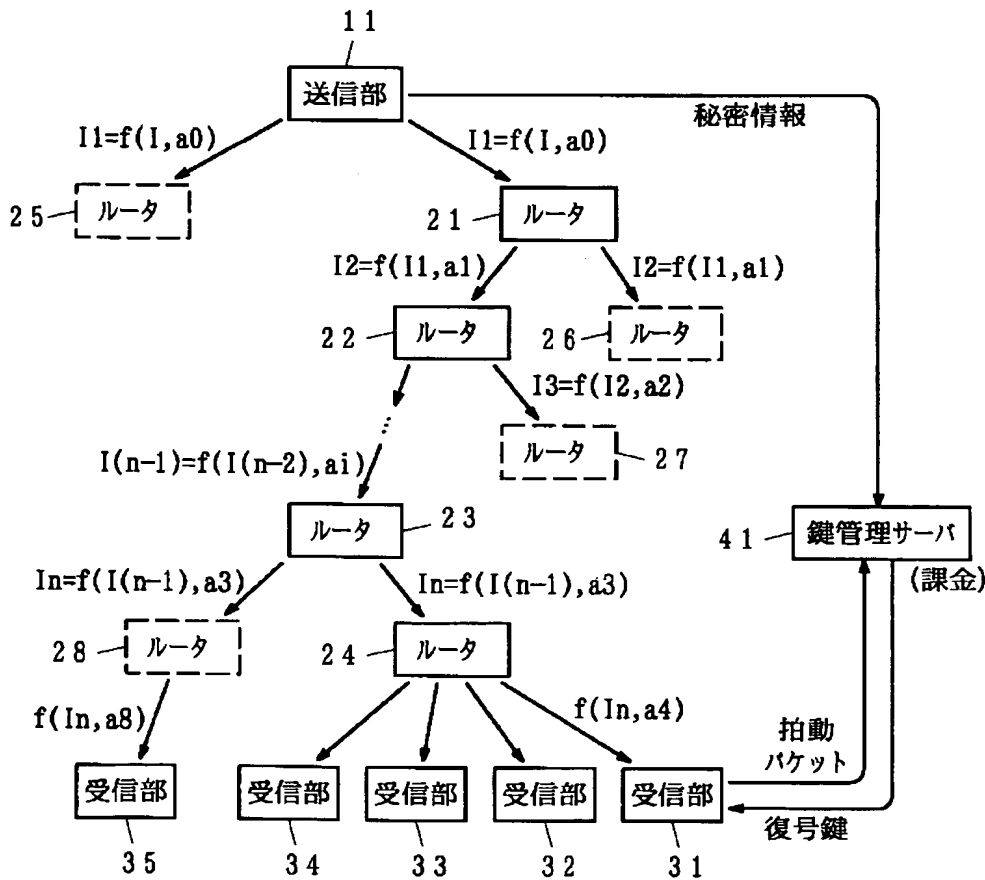 11
送信部
秘密情報
I1=f(I,a0)
I1=f(I,a0)
25
ルータ
21
ルータ
I2=f(I1,a1)
I2=f(I1,a1)
22
ルータ
26
ルータ
I3=f(I2,a2)
⋮
ルータ
27
I(n-1)=f(I(n-2),ai)
ルータ
23
41
鍵管理サーバ
(課金)
In=f(I(n-1),a3)
In=f(I(n-1),a3)
28
ルータ
24
ルータ
f(In,a8)
f(In,a4)
拍動
パケット
受信部
受信部
受信部
受信部
受信部
復号鍵
35
34
33
32
31